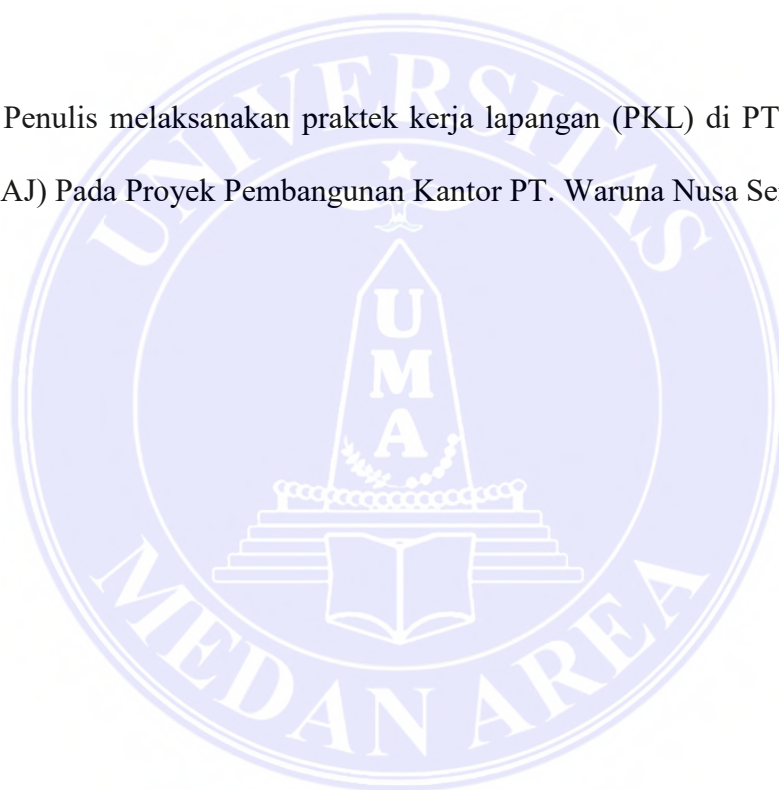 Penulis melaksanakan praktek kerja lapangan (PKL) di PT
AJ) Pada Proyek Pembangunan Kantor PT. Waruna Nusa Se
UNIVERSITAS
U
M
A
MEDAN AREA